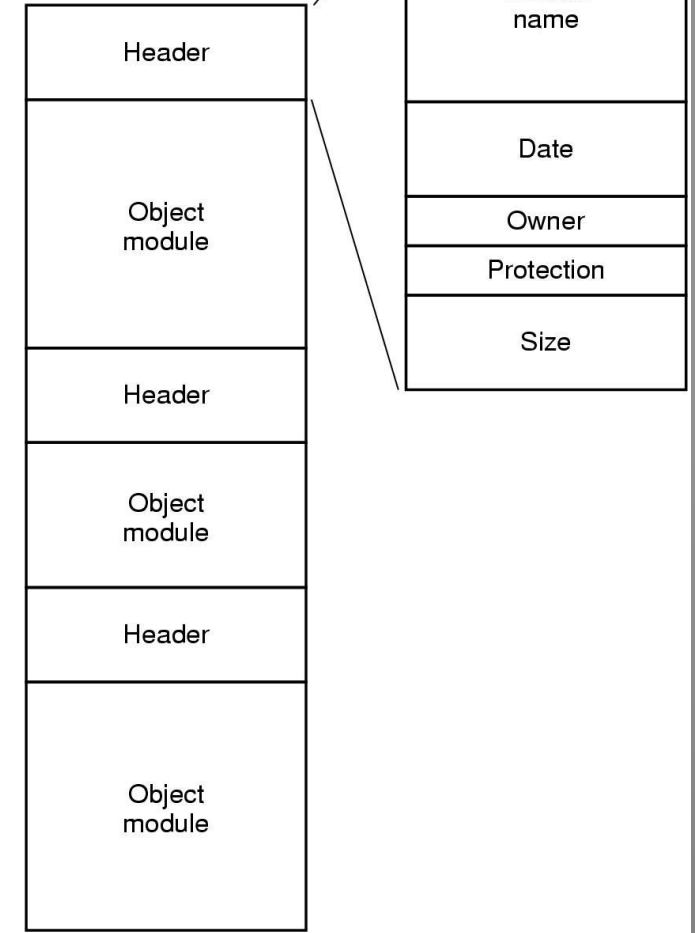 Header
Object
module
Header
Object
module
Header
Object
module
name
Date
Owner
Protection
Size